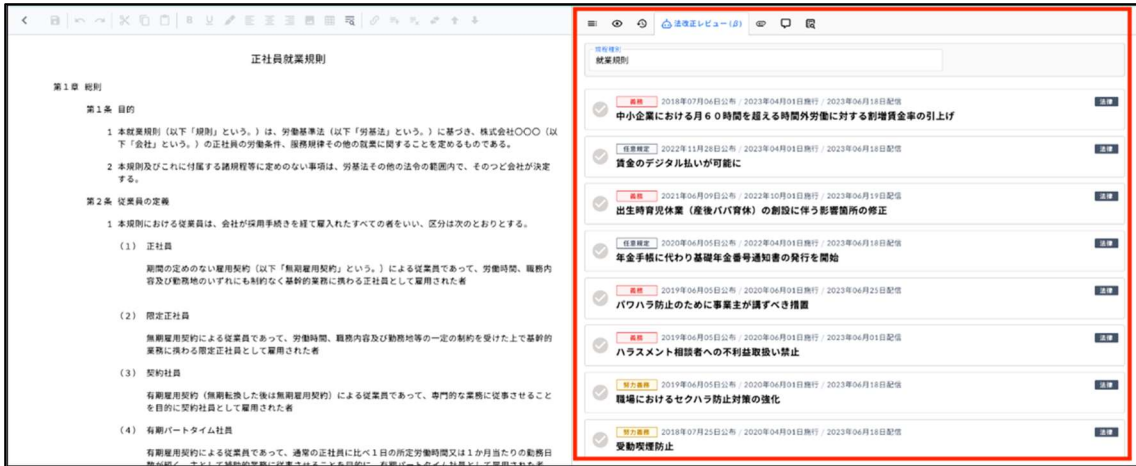 正社員就業規則
第1章 総則
第1条 目的
1 本就業規則（以下「規則」という。）は、労働基準法（以下「労基法」という。）に基づき、株式会社〇〇〇（以
下「会社」という。）の正社員の労働条件、服務規律その他の就業に関することを定めるものである。
2 本規則及びこれに付属する諸規程等に定めのない事項は、労基法その他の法令の範囲内で、そのつど会社が決定
する。
第2条 従業員の定義
1 本規則における従業員は、会社が採用手続きを経て雇入れたすべての者をいい、区分は次のとおりとする。
（1） 正社員
期間の定めのない雇用契約（以下「無期雇用契約」という。）による従業員であって、労働時間、職務内
容及び勤務地のいずれにも制約なく基幹的業務に携わる正社員として雇用された者
（2） 限定正社員
無期雇用契約による従業員であって、労働時間、職務内容及び勤務地等の一定の制約を受けた上で基幹的
業務に携わる限定正社員として雇用された者
（3） 契約社員
有期雇用契約（無期転換した後は無期雇用契約）による従業員であって、専門的な業務に従事させること
を目的に契約社員として雇用された者
（4） 有期パートタイム社員
有期雇用契約による従業員であって、通常の正社員に比べ1日の所定労働時間又は1か月当たりの勤務日
数が短く、主として補助的業務に従事させることを目的に、有期パートタイム社員として雇用された者
法改正レビュー(β)
規程種別
就業規則
義務 2018年07月06日公布 / 2023年04月01日施行 / 2023年06月18日配信 法律
中小企業における月６０時間を超える時間外労働に対する割増賃金率の引上げ
任意規定 2022年11月28日公布 / 2023年04月01日施行 / 2023年06月18日配信 法律
賃金のデジタル払いが可能に
義務 2021年06月09日公布 / 2022年10月01日施行 / 2023年06月19日配信 法律
出生時育児休業（産後パパ育休）の創設に伴う影響箇所の修正
任意規定 2020年06月05日公布 / 2022年04月01日施行 / 2023年06月18日配信 法律
年金手帳に代わり基礎年金番号通知書の発行を開始
義務 2019年06月05日公布 / 2020年06月01日施行 / 2023年06月25日配信 法律
パワハラ防止のために事業主が講ずべき措置
義務 2019年06月05日公布 / 2020年06月01日施行 / 2023年06月01日配信 法律
ハラスメント相談者への不利益取扱い禁止
努力義務 2019年06月05日公布 / 2020年06月01日施行 / 2023年06月18日配信 法律
職場におけるセクハラ防止対策の強化
努力義務 2018年07月25日公布 / 2020年04月01日施行 / 2023年06月18日配信 法律
受動喫煙防止